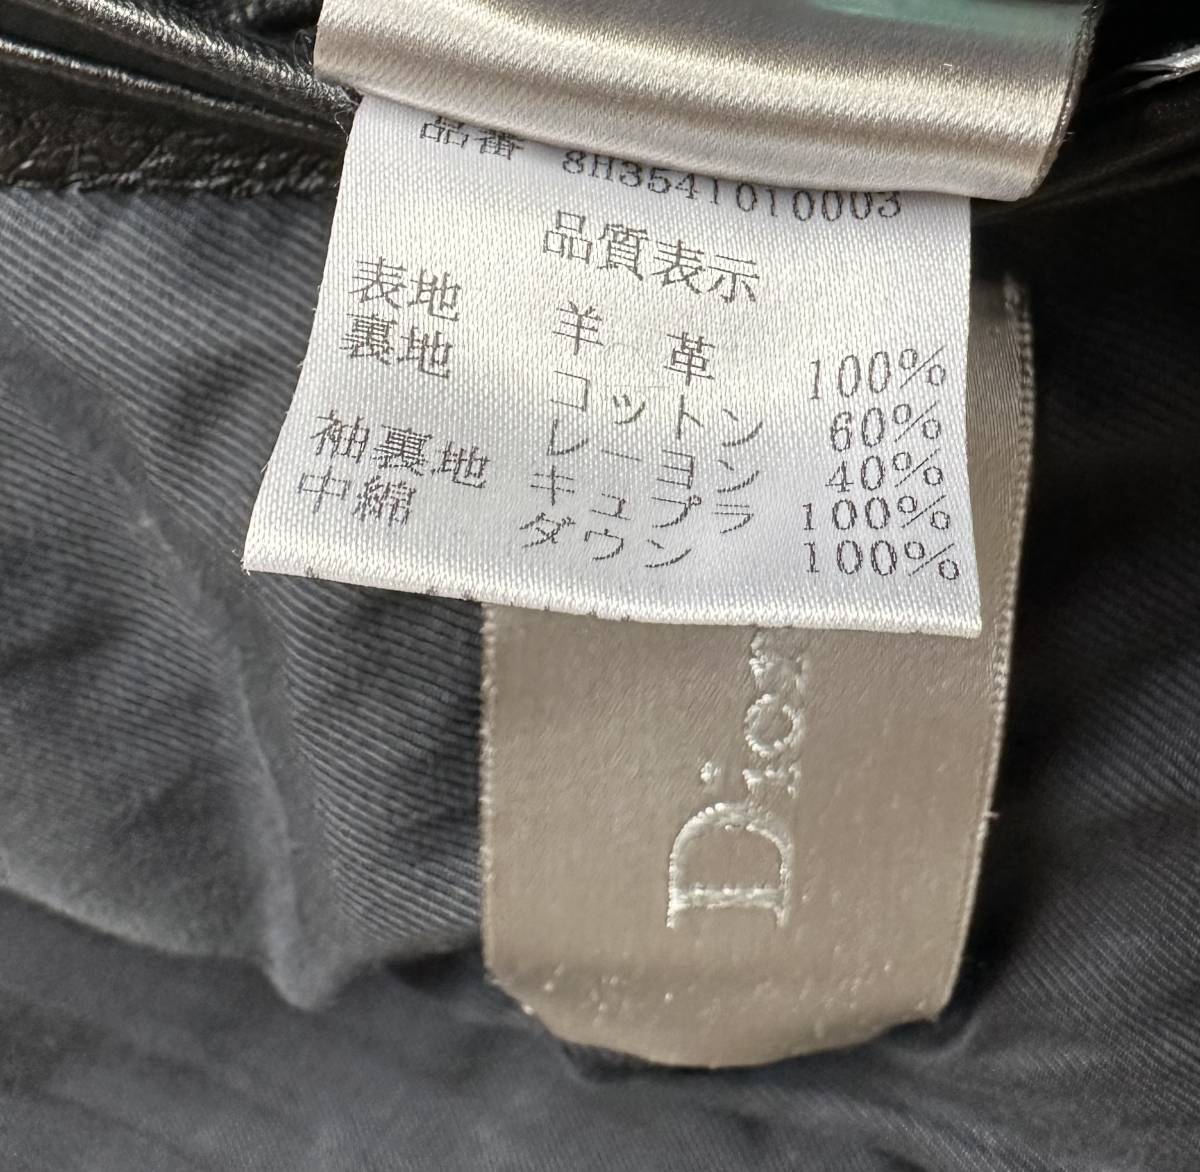 品番 8H3541010003
品質表示
表地 羊 革 100%
裏地 コットン 60%
レーヨン 40%
袖裏地 キュプラ 100%
中綿 ダウン 100%
Dior